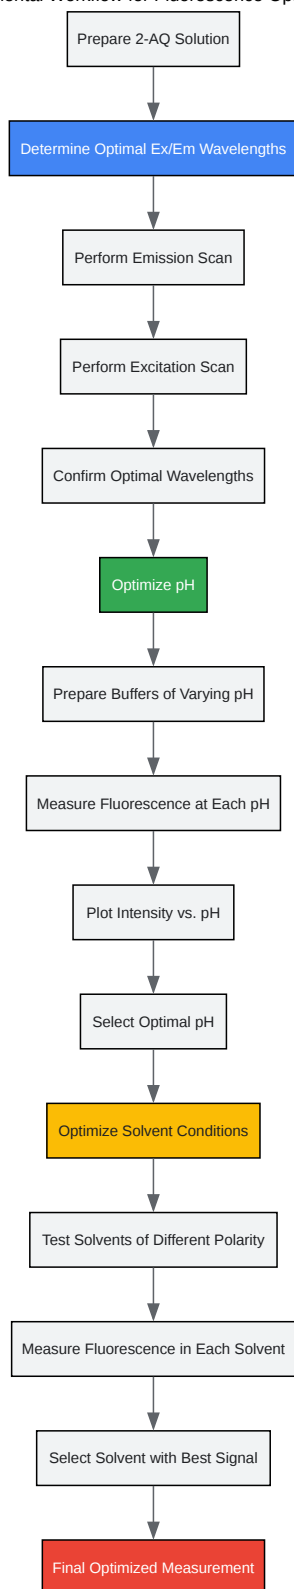 Workflow for Fluorescence
Prepare 2-AQ Solution
Determine Optimal Ex/Em Wavelengths
Perform Emission Scan
Perform Excitation Scan
Confirm Optimal Wavelengths
Optimize pH
Prepare Buffers of Varying pH
Measure Fluorescence at Each pH
Plot Intensity vs. pH
Select Optimal pH
Optimize Solvent Conditions
Test Solvents of Different Polarity
Measure Fluorescence in Each Solvent
Select Solvent with Best Signal
Final Optimized Measurement